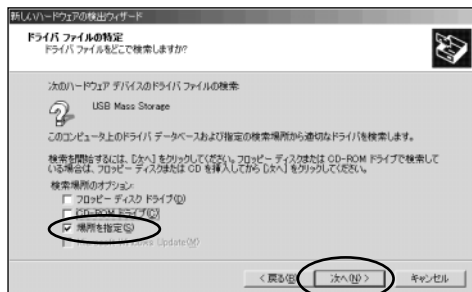 新しいハードウェアの検出ウィザード
ドライバ ファイルの特定
ドライバ ファイルをどこで検索しますか?
次のハードウェア デバイスのドライバ ファイルの検索:
USB Mass Storage
このコンピュータ上のドライバ データベースおよび指定の検索場所から適切なドライバを検索します。
検索を開始するには、[次へ] をクリックしてください。フロッピー ディスクまたは CD-ROM ドライブで検索して
いる場合は、フロッピー ディスクまたは CD を挿入してから [次へ] をクリックしてください。
検索場所のオプション:
フロッピー ディスク ドライブ(D)
CD-ROM ドライブ(C)
場所を指定(S)
Microsoft Windows Update(M)
< 戻る(B)
次へ(N) >
キャンセル